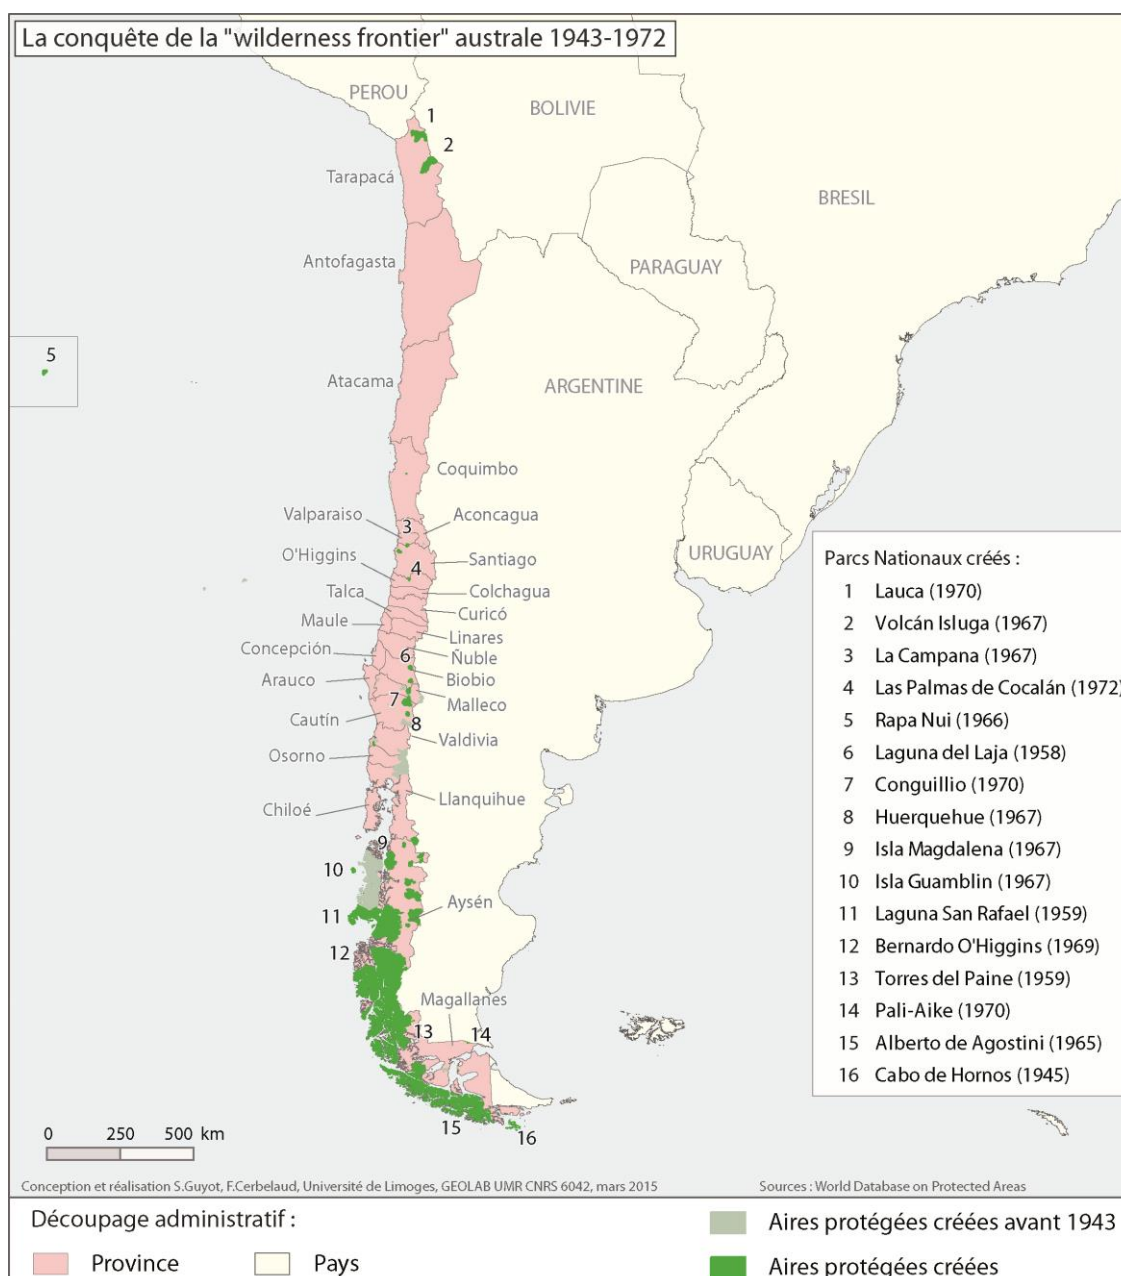 La conquête de la "wilderness frontier" australe 1943-1972
PEROU
BOLIVIE
1
2
Tarapacá
BRESIL
Antofagasta
PARAGUAY
5
Atacama
ARGENTINE
Coquimbo
Valparaiso
3
Aconcagua
O'Higgins
4
Santiago
URUGUAY
Talca
Colchagua
Maule
Curicó
Linares
Concepción
6
Ñuble
Arauco
Biobio
7
Malleco
Cautín
8
Valdivia
Osorno
Llanquihue
Chiloé
9
10
11
Aysén
12
Magallanes
13
14
15
16
Parcs Nationaux créés :
1 Lauca (1970)
2 Volcán Isluga (1967)
3 La Campana (1967)
4 Las Palmas de Cocalán (1972)
5 Rapa Nui (1966)
6 Laguna del Laja (1958)
7 Conguillio (1970)
8 Huerquehue (1967)
9 Isla Magdalena (1967)
10 Isla Guamblin (1967)
11 Laguna San Rafael (1959)
12 Bernardo O'Higgins (1969)
13 Torres del Paine (1959)
14 Pali-Aike (1970)
15 Alberto de Agostini (1965)
16 Cabo de Hornos (1945)
0 250 500 km
Conception et réalisation S.Guyot, F.Cerbelaud, Université de Limoges, GEOLAB UMR CNRS 6042, mars 2015
Sources : World Database on Protected Areas
Découpage administratif :
Province
Pays
Aires protégées créées avant 1943
Aires protégées créées